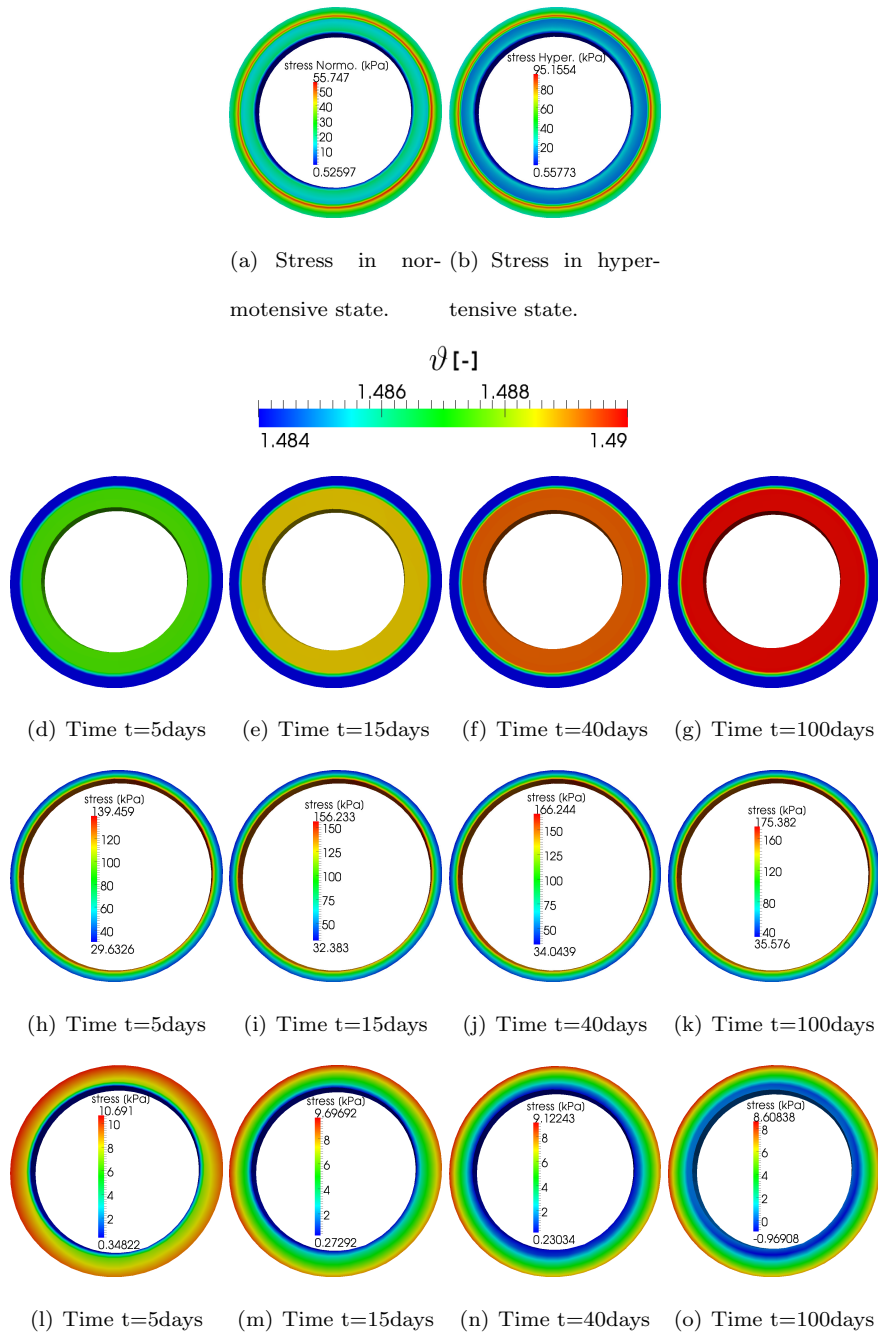 stress Normo. (kPa)
55.747
50
40
30
20
10
0.52597
stress Hyper. (kPa)
95.1554
80
60
40
20
0.55773
(a) Stress in nor-
motensive state.
(b) Stress in hyper-
tensive state.
ϑ [-]
1.486 1.488
1.484 1.49
(d) Time t=5days
(e) Time t=15days
(f) Time t=40days
(g) Time t=100days
stress (kPa)
139.459
120
100
80
60
40
29.6326
stress (kPa)
156.233
150
125
100
75
50
32.383
stress (kPa)
166.244
150
125
100
75
50
34.0439
stress (kPa)
175.382
160
120
80
40
35.576
(h) Time t=5days
(i) Time t=15days
(j) Time t=40days
(k) Time t=100days
stress (kPa)
10.691
10
8
6
4
2
0.34822
stress (kPa)
9.69692
8
6
4
2
0.27292
stress (kPa)
9.12243
8
6
4
2
0.23034
stress (kPa)
8.60838
8
6
4
2
0
-0.96908
(l) Time t=5days
(m) Time t=15days
(n) Time t=40days
(o) Time t=100days